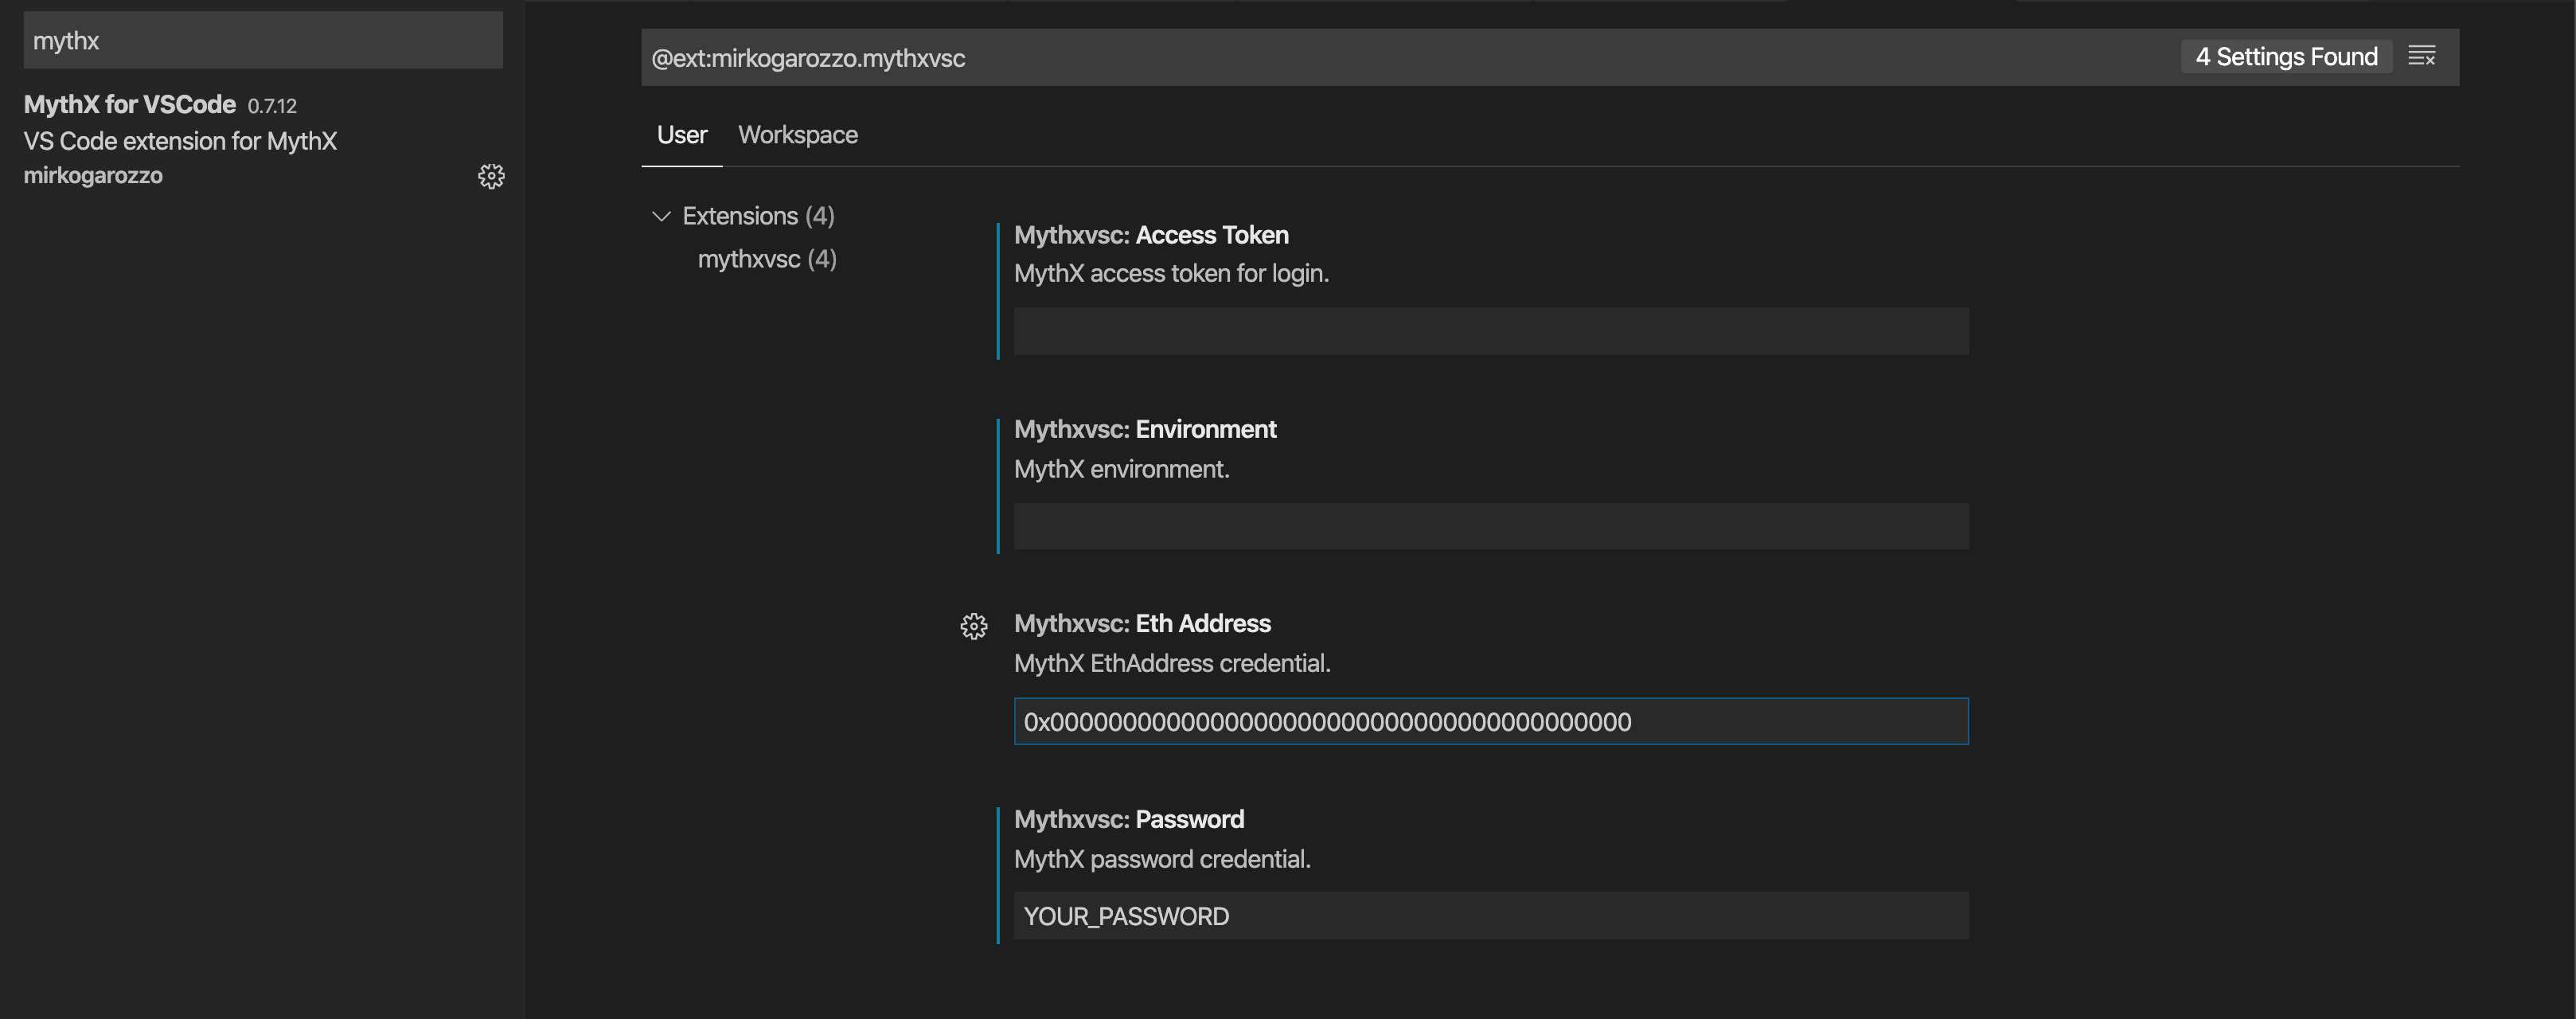 mythx
MythX for VSCode 0.7.12
VS Code extension for MythX
mirkogarozzo
@ext:mirkogarozzo.mythxvsc
4 Settings Found
User
Workspace
Extensions (4)
mythxvsc (4)
Mythxvsc: Access Token
MythX access token for login.
Mythxvsc: Environment
MythX environment.
Mythxvsc: Eth Address
MythX EthAddress credential.
0x0000000000000000000000000000000000000000
Mythxvsc: Password
MythX password credential.
YOUR_PASSWORD